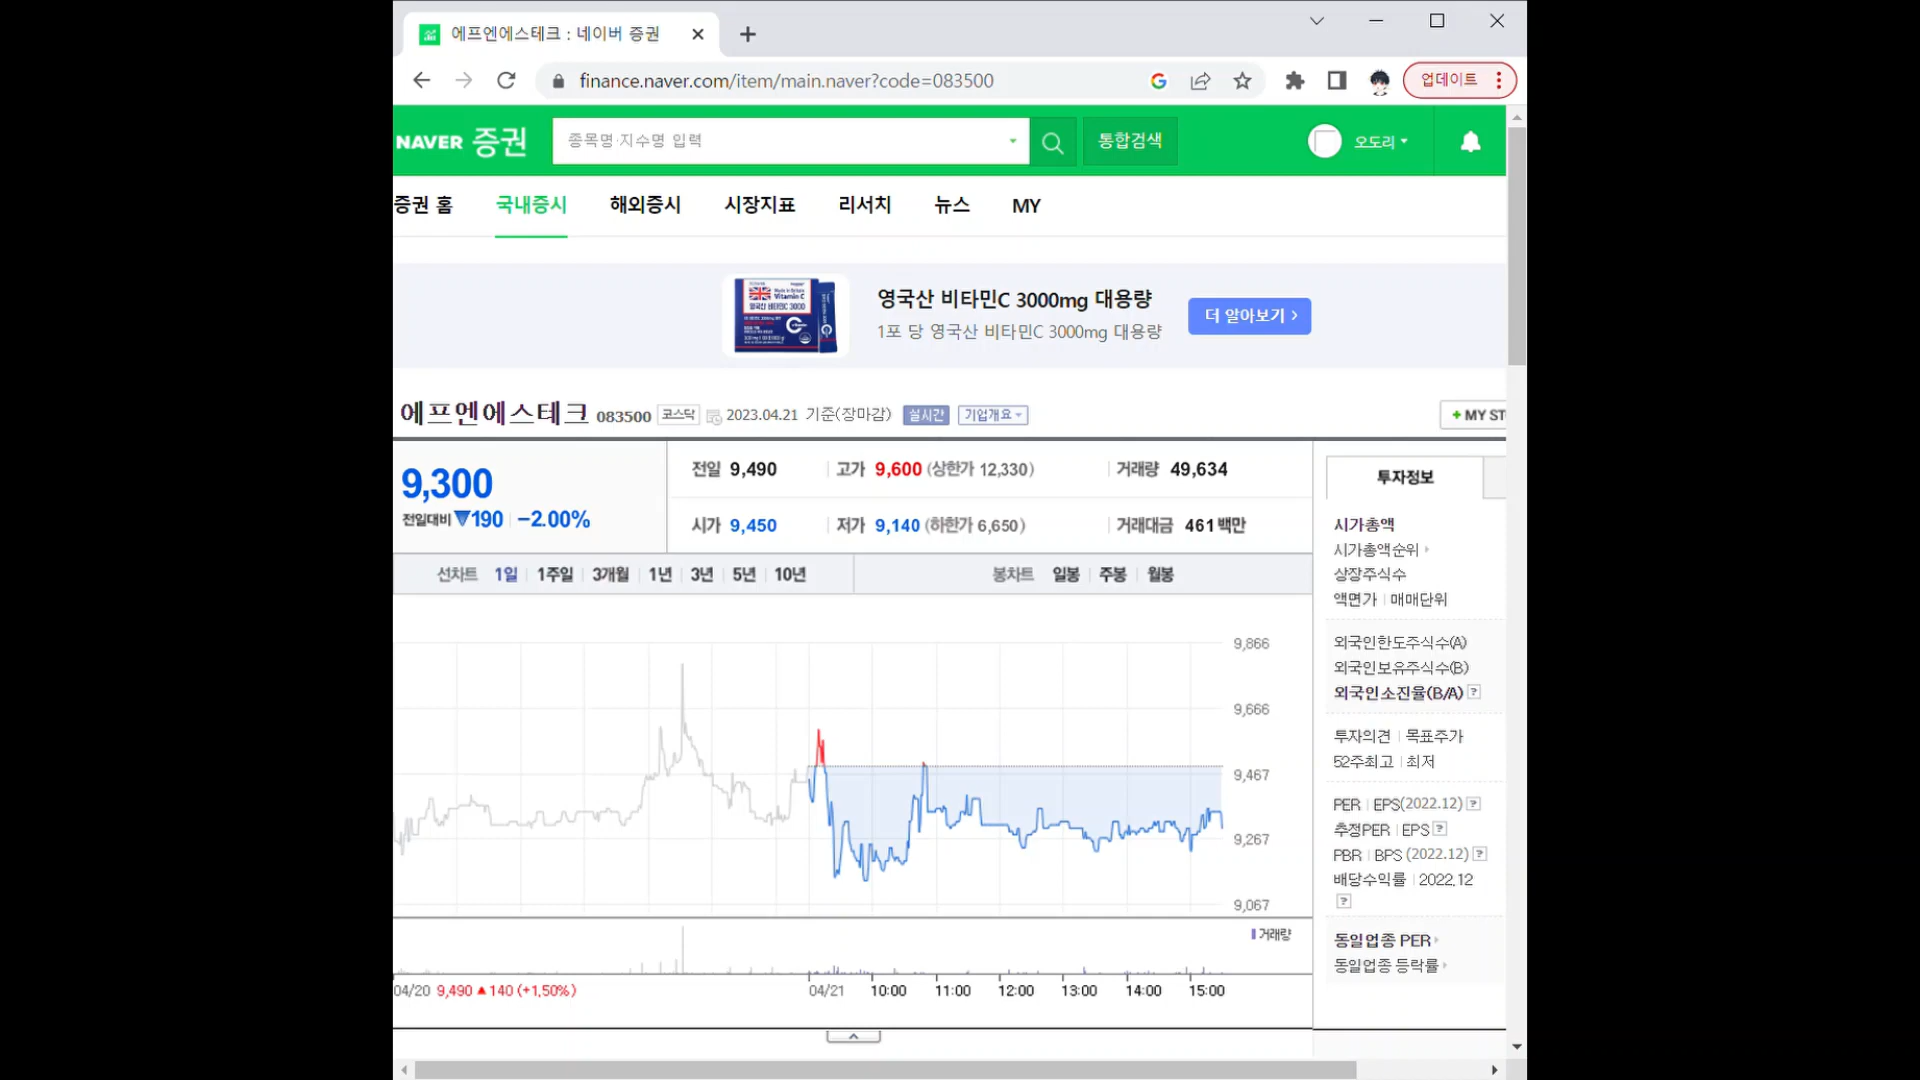 에프엔에스테크 : 네이버 증권
finance.naver.com/item/main.naver?code=083500
업데이트
NAVER 증권
종목명·지수명 입력
통합검색
오도리
증권 홈 국내증시 해외증시 시장지표 리서치 뉴스 MY
영국산 비타민C 3000mg 대용량
1포 당 영국산 비타민C 3000mg 대용량
더 알아보기 >
에프엔에스테크 083500 코스닥 2023.04.21 기준(장마감) 실시간 기업개요
+ MY ST
9,300
전일대비 ▼190 -2.00%
전일 9,490 고가 9,600 (상한가 12,330) 거래량 49,634
시가 9,450 저가 9,140 (하한가 6,650) 거래대금 461백만
선차트 1일 1주일 3개월 1년 3년 5년 10년
봉차트 일봉 주봉 월봉
9,866
9,666
9,467
9,267
9,067
거래량
04/20 9,490 ▲140 (+1,50%)
04/21 10:00 11:00 12:00 13:00 14:00 15:00
투자정보
시가총액
시가총액순위
상장주식수
액면가 매매단위
외국인한도주식수(A)
외국인보유주식수(B)
외국인소진율(B/A) ?
투자의견 목표주가
52주최고 최저
PER EPS(2022.12) ?
추정PER EPS ?
PBR BPS (2022.12) ?
배당수익률 2022.12
?
동일업종 PER
동일업종 등락률